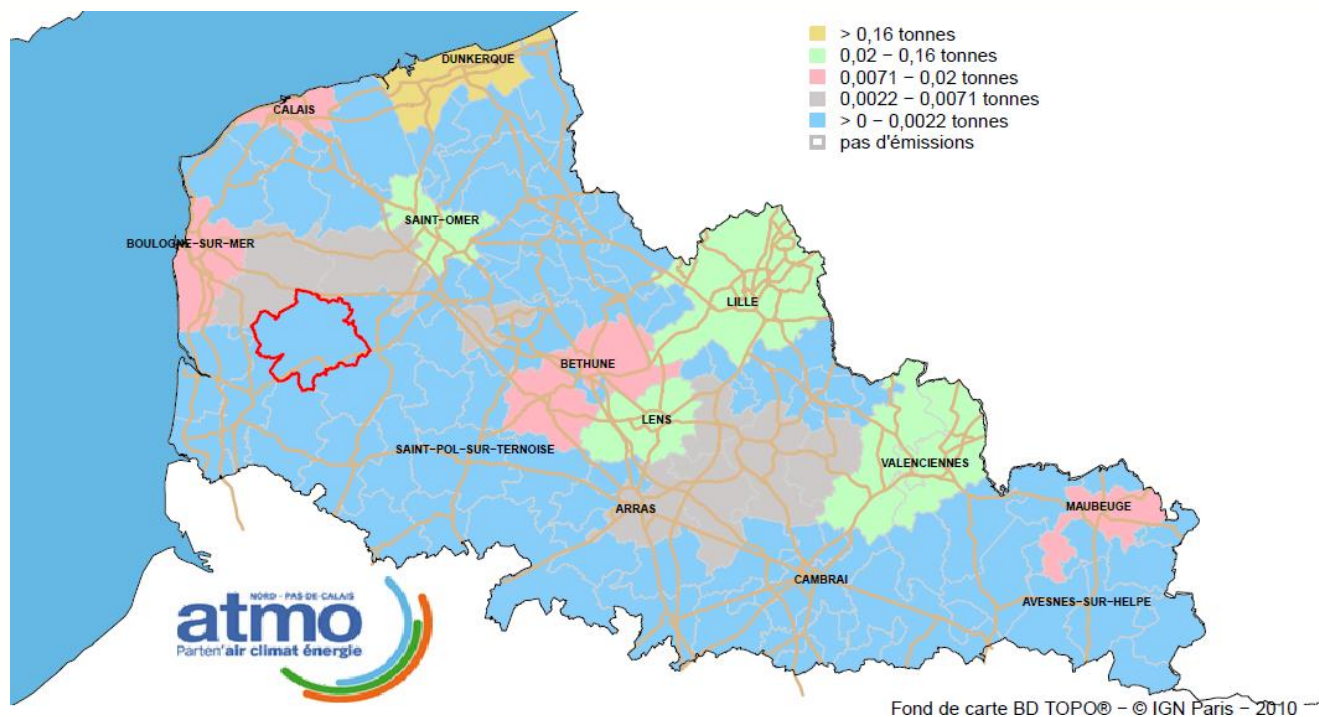 > 0,16 tonnes
0,02 − 0,16 tonnes
0,0071 − 0,02 tonnes
0,0022 − 0,0071 tonnes
> 0 − 0,0022 tonnes
pas d'émissions
DUNKERQUE
CALAIS
SAINT−OMER
BOULOGNE−SUR−MER
LILLE
BETHUNE
LENS
SAINT−POL−SUR−TERNOISE
VALENCIENNES
ARRAS
MAUBEUGE
CAMBRAI
AVESNES−SUR−HELPE
NORD - PAS-DE-CALAIS
atmo
Parten'air climat énergie
Fond de carte BD TOPO® − © IGN Paris − 2010